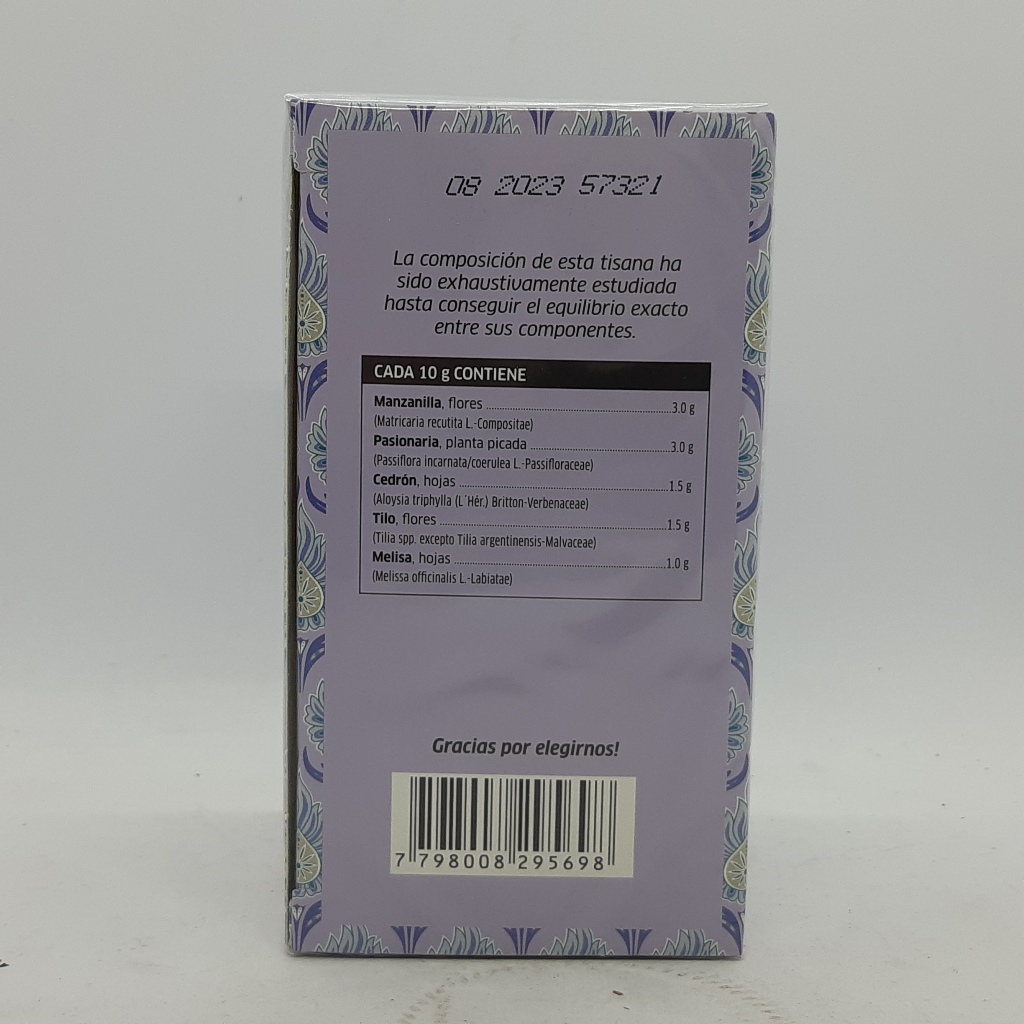 08 2023 57321
La composición de esta tisana ha
sido exhaustivamente estudiada
hasta conseguir el equilibrio exacto
entre sus componentes.
CADA 10 g CONTIENE
Manzanilla, flores ........ 3.0 g
(Matricaria recutita L.-Compositae)
Pasionaria, planta picada ........ 3.0 g
(Passiflora incarnata/coerulea L.-Passifloraceae)
Cedrón, hojas ........ 1.5 g
(Aloysia triphylla (L´Hér.) Britton-Verbenaceae)
Tilo, flores ........ 1.5 g
(Tilia spp. excepto Tilia argentinensis-Malvaceae)
Melisa, hojas ........ 1.0 g
(Melissa officinalis L.-Labiatae)
Gracias por elegirnos!
7 798008 295698